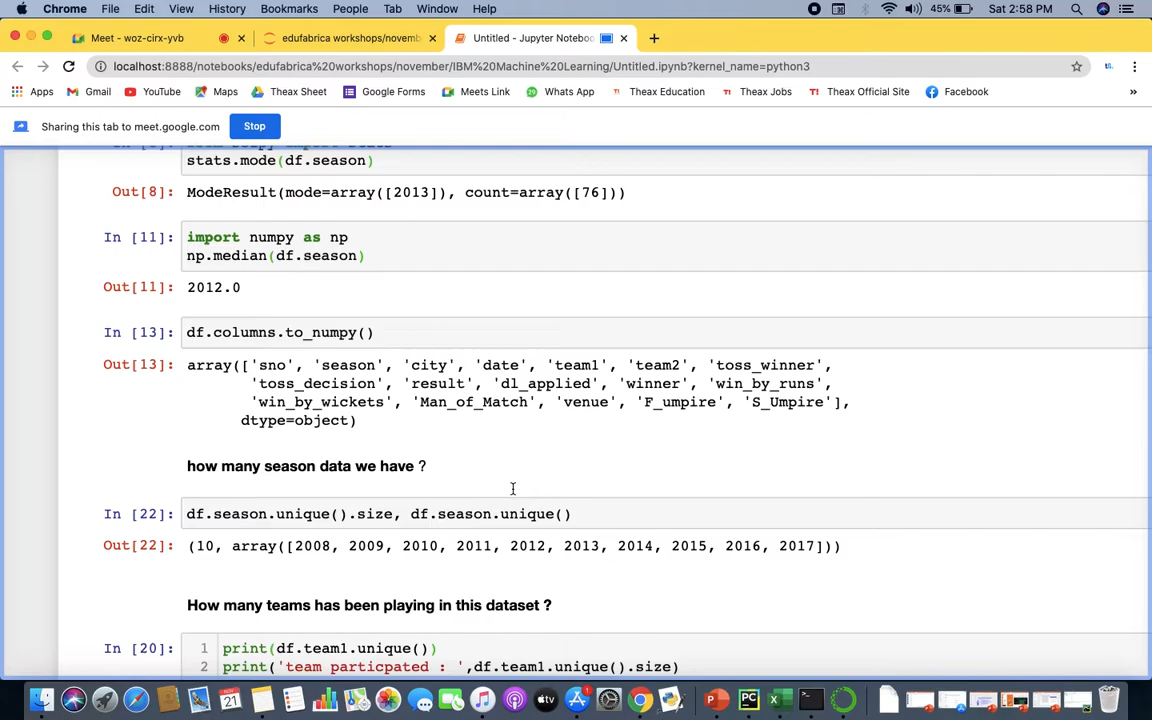 Chrome File Edit View History Bookmarks People Tab Window Help 45% Sat 2:58 PM
Meet - woz-cirx-yvb
edufabrica workshops/novemb
Untitled - Jupyter Noteboo
localhost:8888/notebooks/edufabrica%20workshops/november/IBM%20Machine%20Learning/Untitled.ipynb?kernel_name=python3
Apps Gmail YouTube Maps Theax Sheet Google Forms Meets Link Whats App Theax Education Theax Jobs Theax Official Site Facebook »
Sharing this tab to meet.google.com Stop
stats.mode(df.season)
Out[8]: ModeResult(mode=array([2013]), count=array([76]))
In [11]: import numpy as np
np.median(df.season)
Out[11]: 2012.0
In [13]: df.columns.to_numpy()
Out[13]: array(['sno', 'season', 'city', 'date', 'team1', 'team2', 'toss_winner',
'toss_decision', 'result', 'dl_applied', 'winner', 'win_by_runs',
'win_by_wickets', 'Man_of_Match', 'venue', 'F_umpire', 'S_Umpire'],
dtype=object)
how many season data we have ?
In [22]: df.season.unique().size, df.season.unique()
Out[22]: (10, array([2008, 2009, 2010, 2011, 2012, 2013, 2014, 2015, 2016, 2017]))
How many teams has been playing in this dataset ?
In [20]: 1 print(df.team1.unique())
2 print('team particpated : ',df.team1.unique().size)